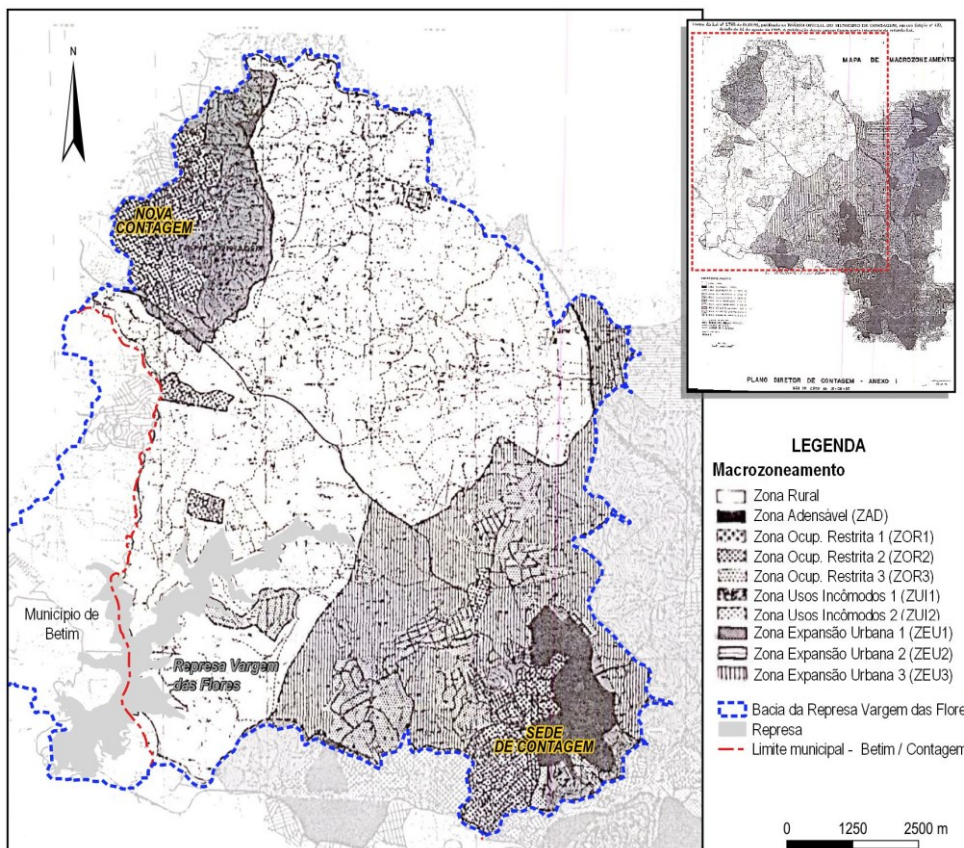 N
NOVA
CONTAGEM
Município de
Betim
Represa Vargem
das Flores
SEDE
DE CONTAGEM
MAPA DE MACROZONEAMENTO
PLANO DIRETOR DE CONTAGEM - ANEXO I
LEGENDA
Macrozoneamento
Zona Rural
Zona Adensável (ZAD)
Zona Ocup. Restrita 1 (ZOR1)
Zona Ocup. Restrita 2 (ZOR2)
Zona Ocup. Restrita 3 (ZOR3)
Zona Usos Incômodos 1 (ZUI1)
Zona Usos Incômodos 2 (ZUI2)
Zona Expansão Urbana 1 (ZEU1)
Zona Expansão Urbana 2 (ZEU2)
Zona Expansão Urbana 3 (ZEU3)
Bacia da Represa Vargem das Flore
Represa
Limite municipal - Betim / Contagem
0 1250 2500 m